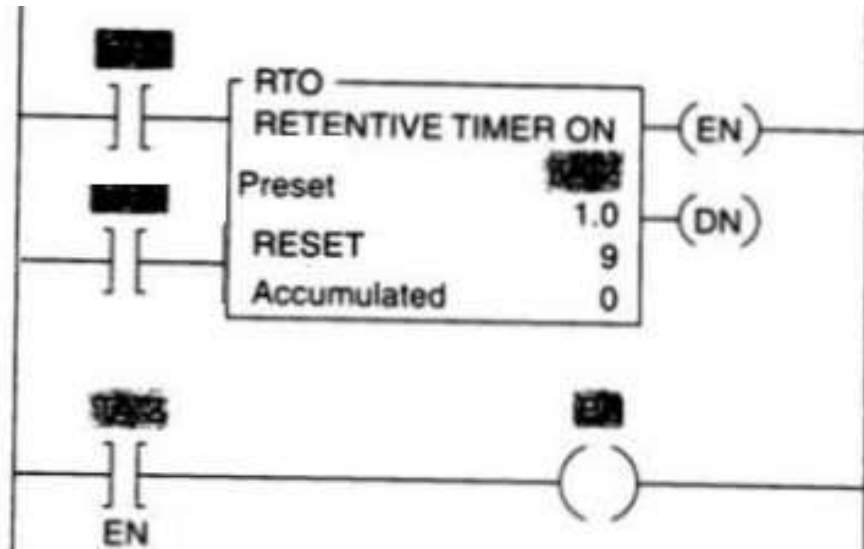 RTO
RETENTIVE TIMER ON
(EN)
Preset
1.0
(DN)
RESET
9
Accumulated
0
EN